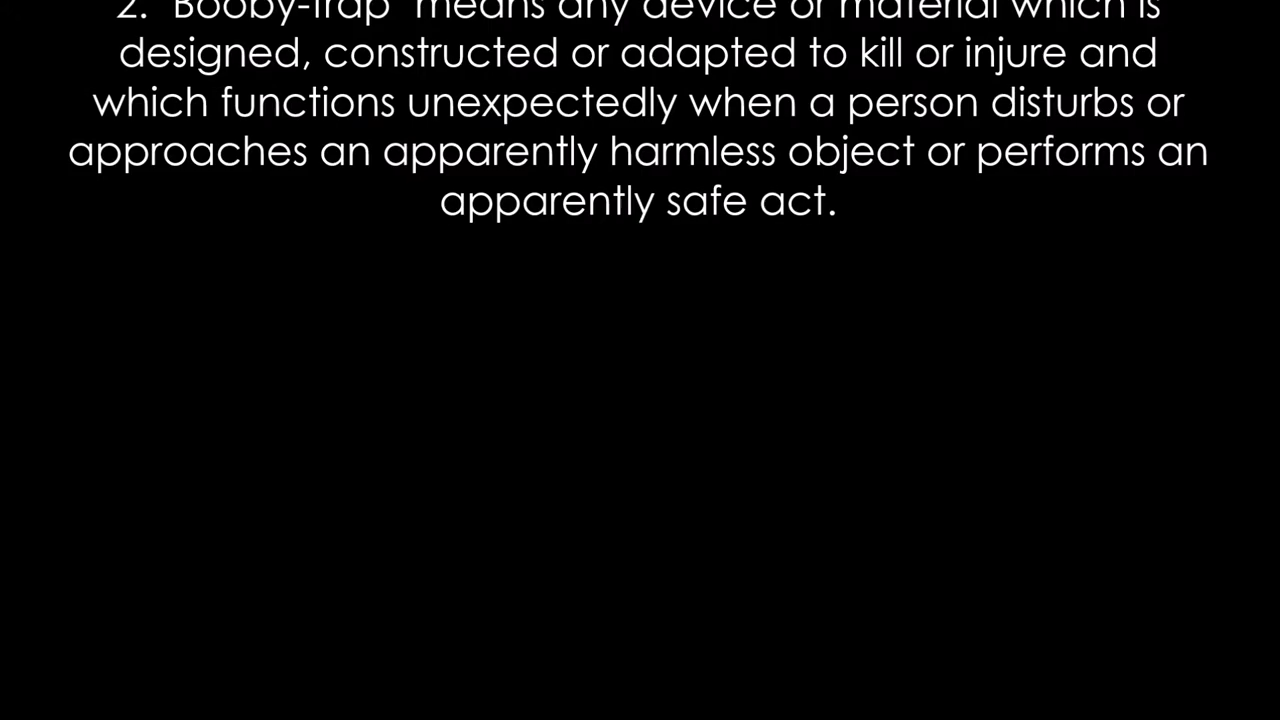 2. "Booby-trap" means any device or material which is
designed, constructed or adapted to kill or injure and
which functions unexpectedly when a person disturbs or
approaches an apparently harmless object or performs an
apparently safe act.